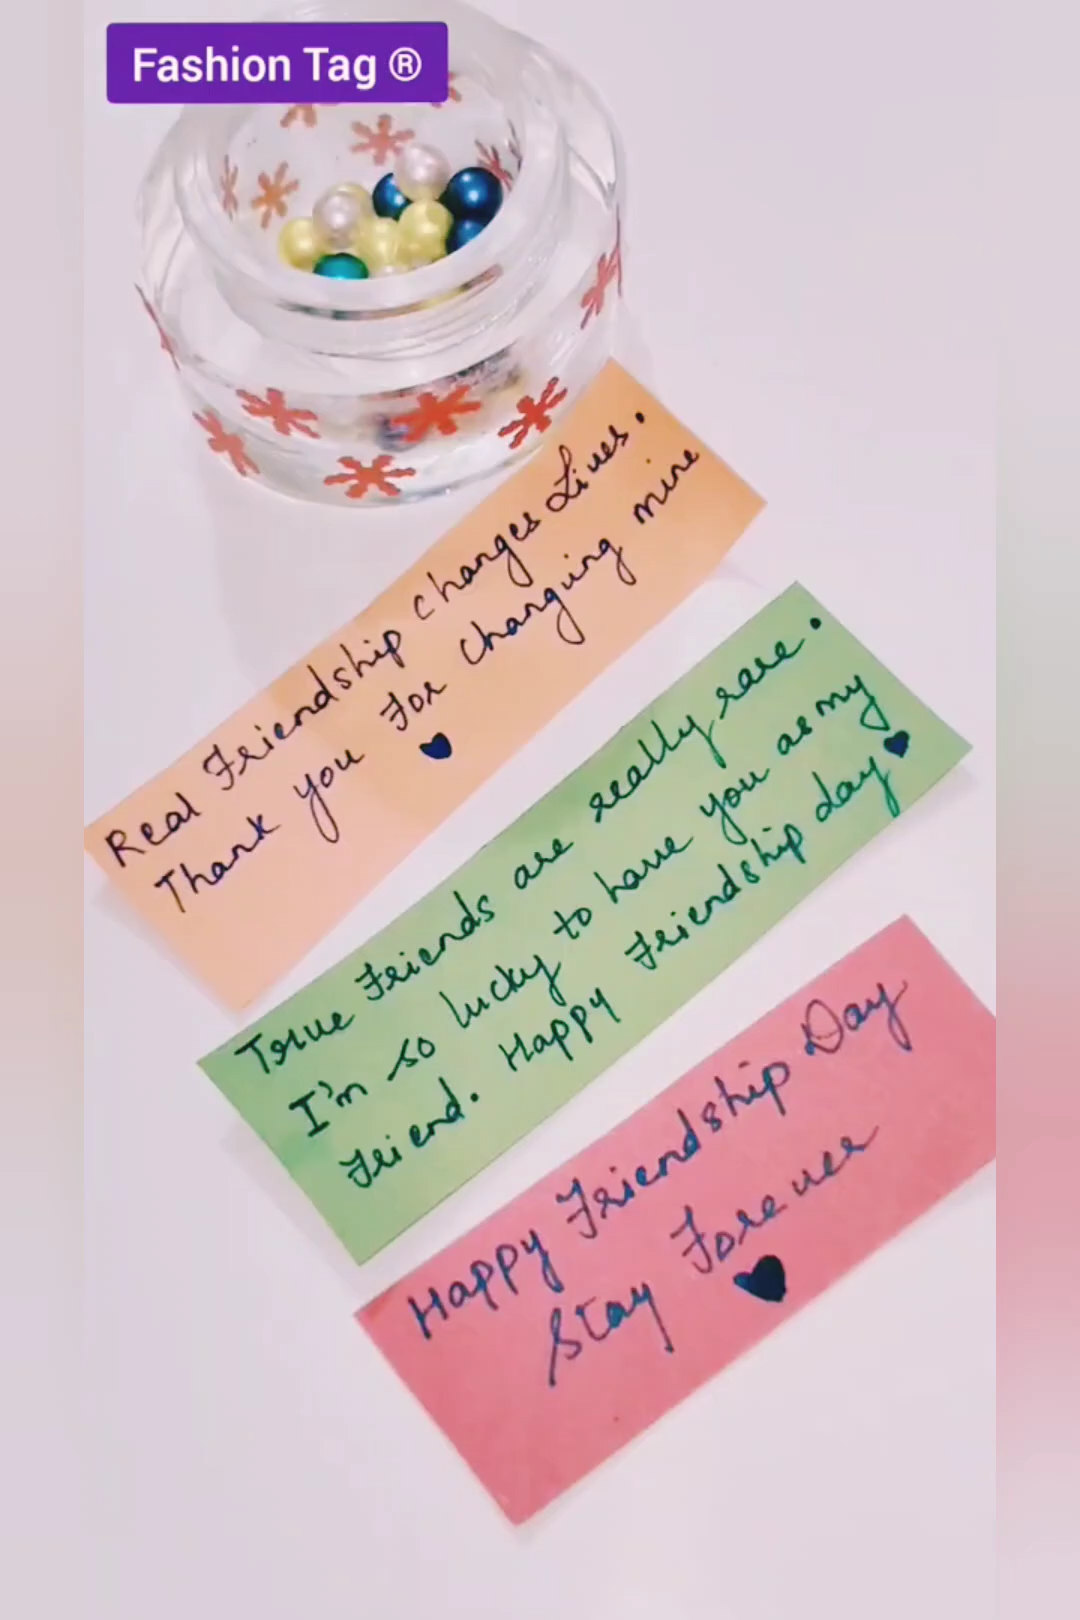 Fashion Tag ®
Real Friendship changes Lives.
Thank you For changing mine
True Friends are really rare.
I'm so lucky to have you as my
Friend. Happy Friendship day
Happy Friendship Day
Stay Forever